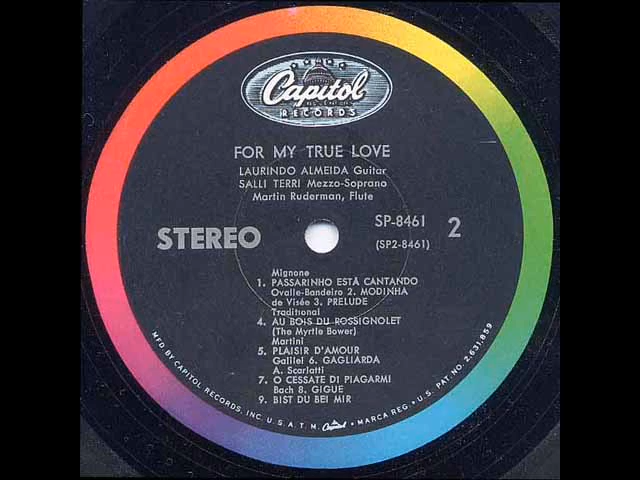 Capitol
RECORDS
FOR MY TRUE LOVE
LAURINDO ALMEIDA Guitar
SALLI TERRI Mezzo-Soprano
Martin Ruderman, Flute
STEREO
SP-8461
(SP2-8461)
2
Mignone
1. PASSARINHO ESTÁ CANTANDO
Ovalle-Bandeiro 2. MODINHA
de Visée 3. PRELUDE
Traditional
4. AU BOIS DU ROSSIGNOLET
(The Myrtle Bower)
Martini
5. PLAISIR D'AMOUR
Galilei 6. GAGLIARDA
A. Scarlatti
7. O CESSATE DI PIAGARMI
Bach 8. GIGUE
9. BIST DU BEI MIR
MFD. BY CAPITOL RECORDS, INC. U.S.A. T.M. Capitol MARCA REG. • U.S. PAT. NO. 2,631,859